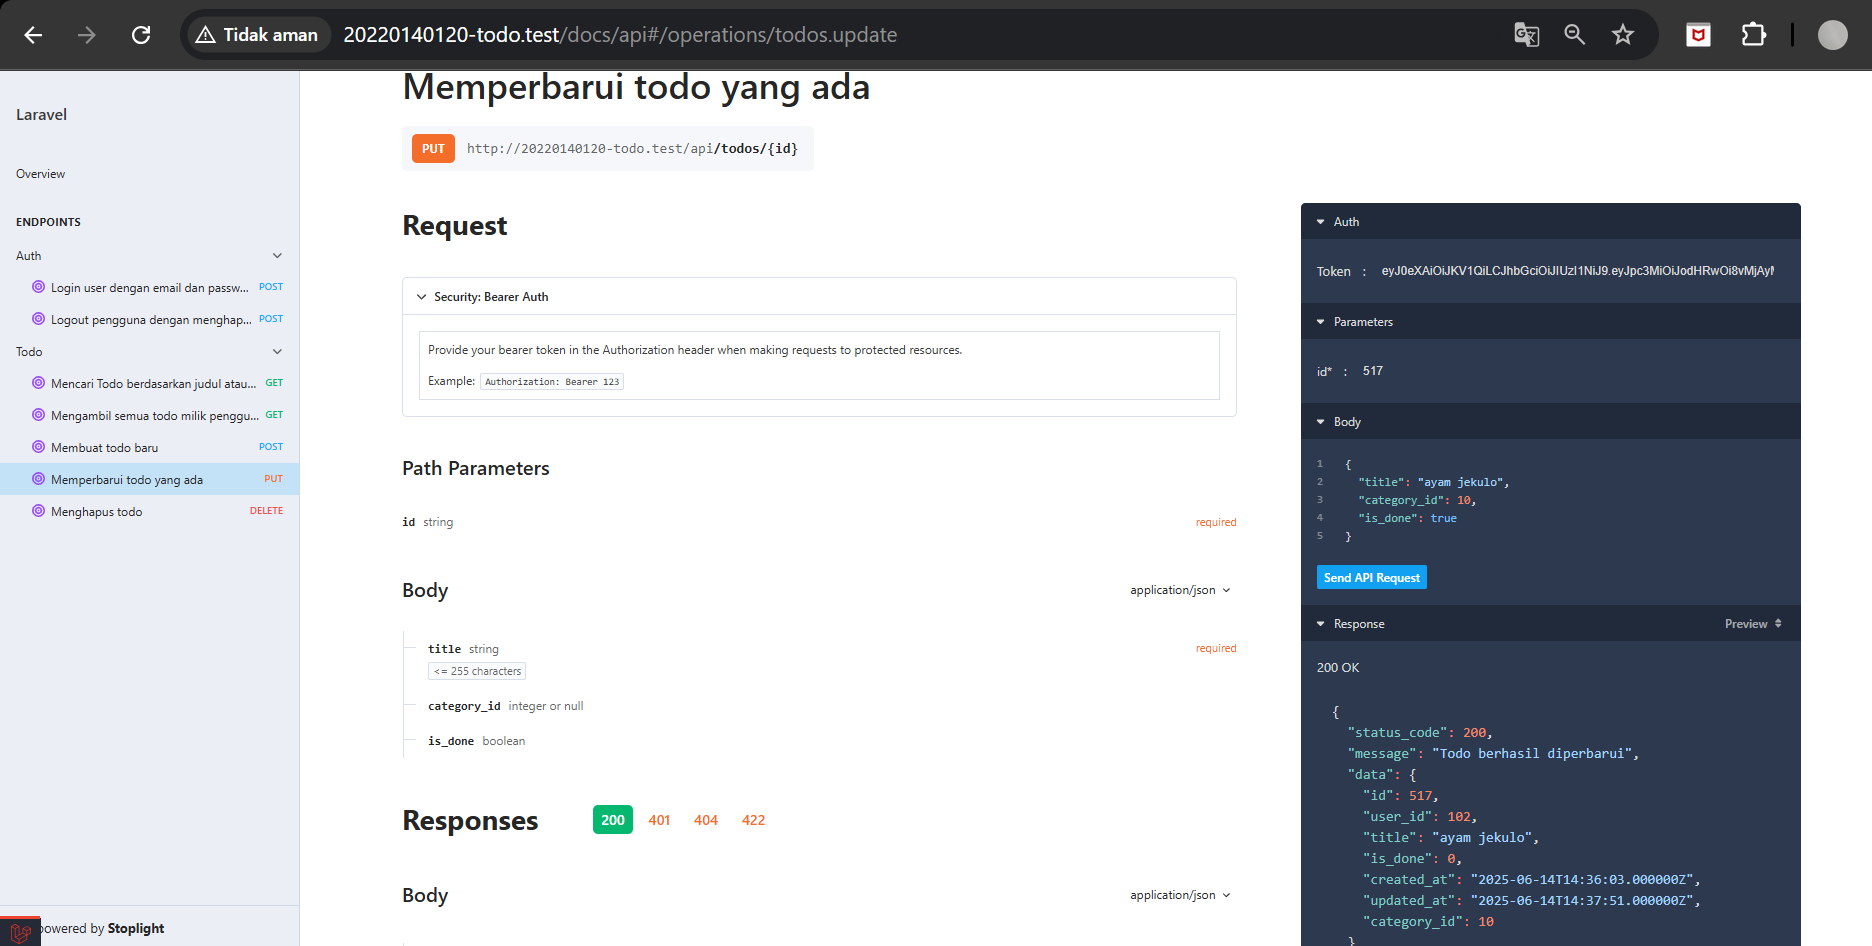 Tidak aman
20220140120-todo.test/docs/api#/operations/todos.update
Laravel
Overview
ENDPOINTS
Auth
Login user dengan email dan passw... POST
Logout pengguna dengan menghap... POST
Todo
Mencari Todo berdasarkan judul atau... GET
Mengambil semua todo milik penggu... GET
Membuat todo baru POST
Memperbarui todo yang ada PUT
Menghapus todo DELETE
powered by Stoplight
Memperbarui todo yang ada
PUT http://20220140120-todo.test/api/todos/{id}
Request
Security: Bearer Auth
Provide your bearer token in the Authorization header when making requests to protected resources.
Example: Authorization: Bearer 123
Path Parameters
id string required
Body application/json
title string required
<= 255 characters
category_id integer or null
is_done boolean
Responses 200 401 404 422
Body application/json
Auth
Token :
Parameters
id* : 517
Body
1 {
2 "title": "ayam jekulo",
3 "category_id": 10,
4 "is_done": true
5 }
Send API Request
Response Preview
200 OK
{
"status_code": 200,
"message": "Todo berhasil diperbarui",
"data": {
"id": 517,
"user_id": 102,
"title": "ayam jekulo",
"is_done": 0,
"created_at": "2025-06-14T14:36:03.000000Z",
"updated_at": "2025-06-14T14:37:51.000000Z",
"category_id": 10
}